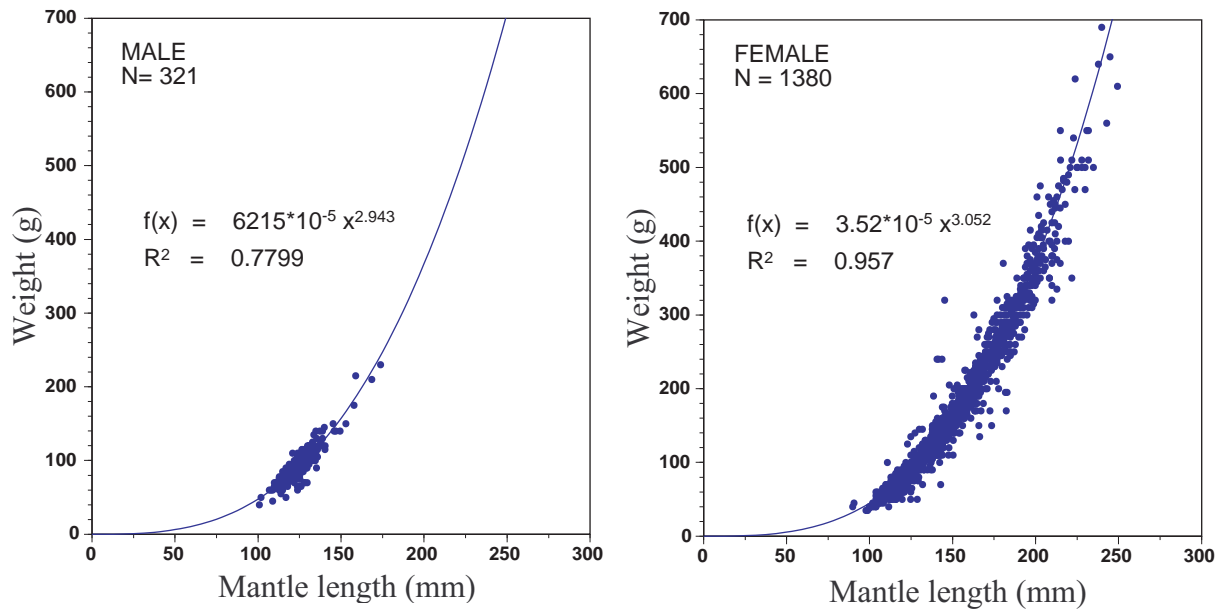 700
600
500
400
300
200
100
0
Weight (g)
MALE
N= 321
f(x) = 6215*10⁻⁵ x²·⁹⁴³
R² = 0.7799
0 50 100 150 200 250 300
Mantle length (mm)
700
600
500
400
300
200
100
0
Weight (g)
FEMALE
N = 1380
f(x) = 3.52*10⁻⁵ x³·⁰⁵²
R² = 0.957
0 50 100 150 200 250 300
Mantle length (mm)